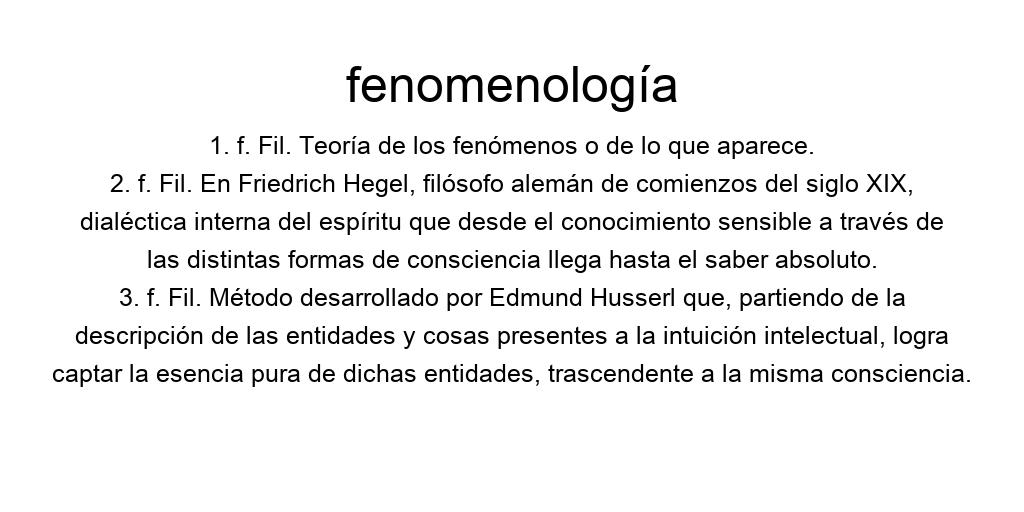 fenomenología
1. f. Fil. Teoría de los fenómenos o de lo que aparece.
2. f. Fil. En Friedrich Hegel, filósofo alemán de comienzos del siglo XIX,
dialéctica interna del espíritu que desde el conocimiento sensible a través de
las distintas formas de consciencia llega hasta el saber absoluto.
3. f. Fil. Método desarrollado por Edmund Husserl que, partiendo de la
descripción de las entidades y cosas presentes a la intuición intelectual, logra
captar la esencia pura de dichas entidades, trascendente a la misma consciencia.